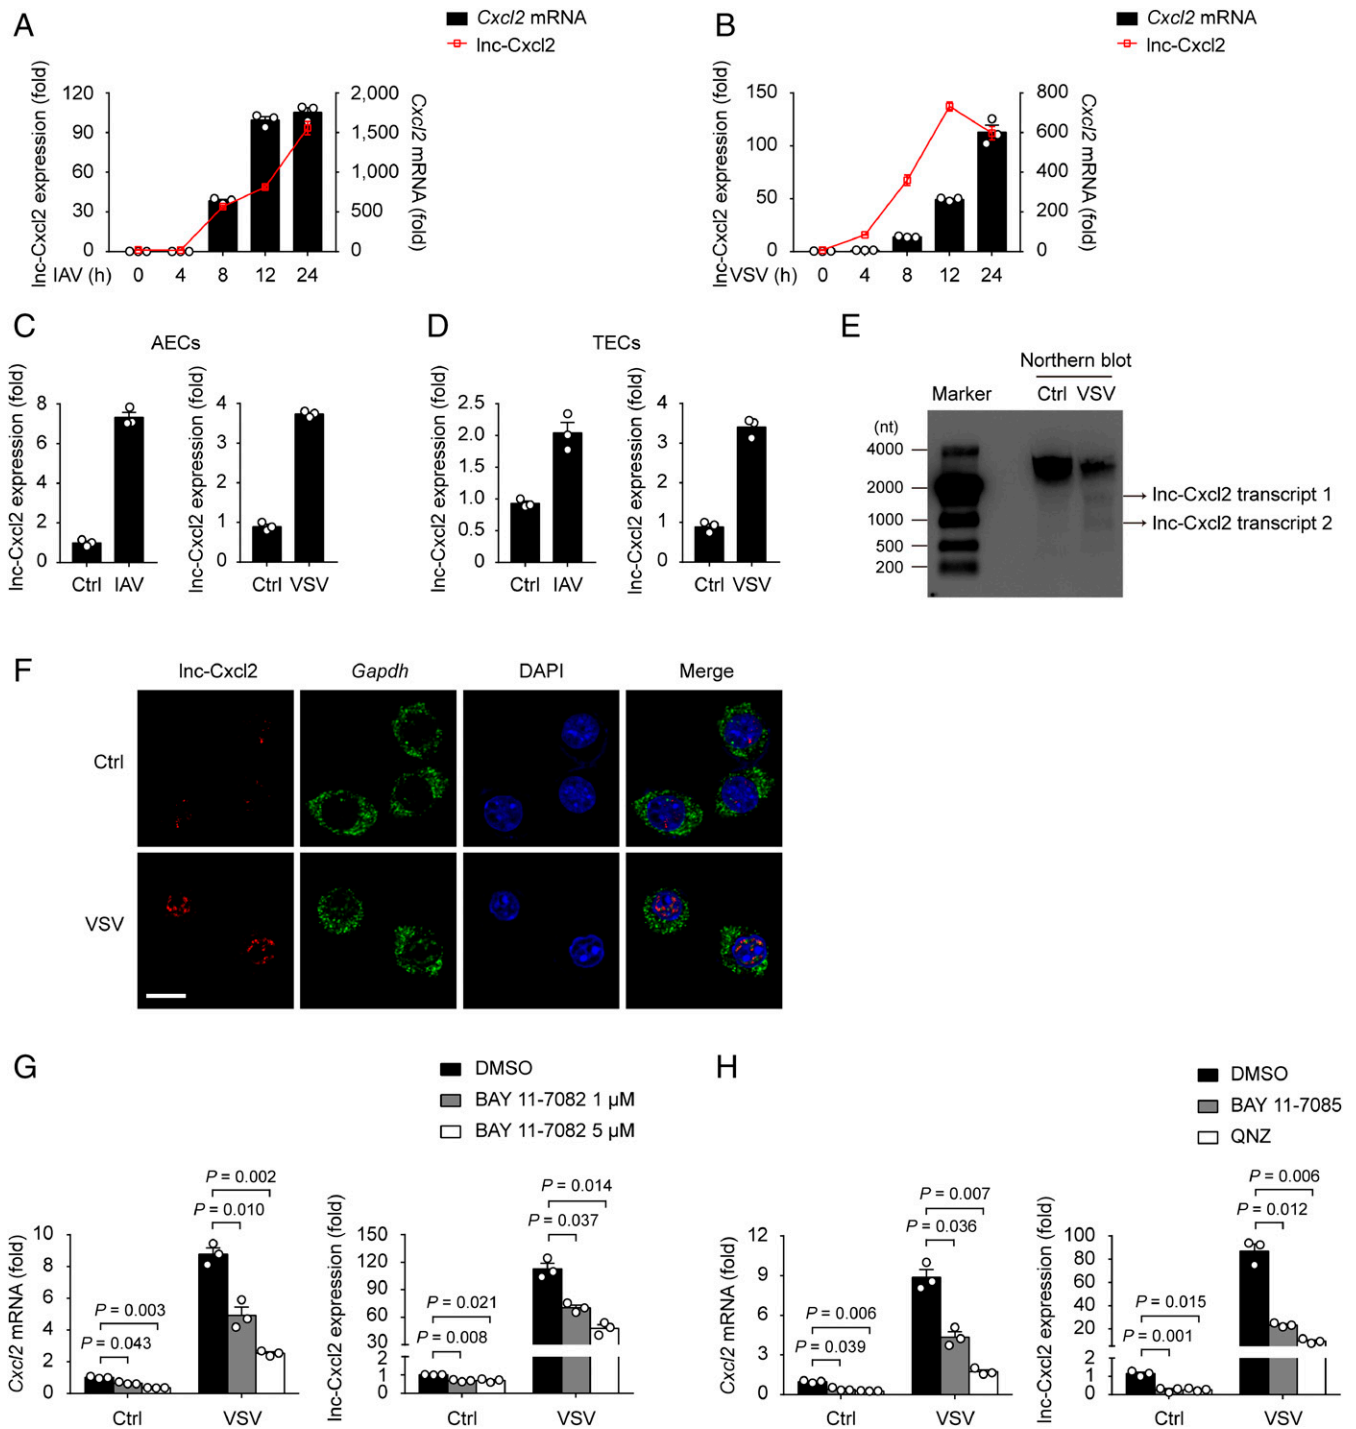 A
Cxcl2 mRNA
lnc-Cxcl2
lnc-Cxcl2 expression (fold)
120
90
60
30
0
2,000
1,500
1,000
500
0
Cxcl2 mRNA (fold)
IAV (h) 0 4 8 12 24
B
Cxcl2 mRNA
lnc-Cxcl2
lnc-Cxcl2 expression (fold)
150
100
50
0
800
600
400
200
0
Cxcl2 mRNA (fold)
VSV (h) 0 4 8 12 24
C
AECs
lnc-Cxcl2 expression (fold)
8
6
4
2
0
Ctrl IAV
lnc-Cxcl2 expression (fold)
4
3
2
1
0
Ctrl VSV
D
TECs
lnc-Cxcl2 expression (fold)
2.5
2.0
1.5
1.0
0.5
0
Ctrl IAV
lnc-Cxcl2 expression (fold)
4
3
2
1
0
Ctrl VSV
E
Northern blot
Marker Ctrl VSV
(nt)
4000
2000
1000
500
200
lnc-Cxcl2 transcript 1
lnc-Cxcl2 transcript 2
F
lnc-Cxcl2 Gapdh DAPI Merge
Ctrl
VSV
G
DMSO
BAY 11-7082 1 µM
BAY 11-7082 5 µM
Cxcl2 mRNA (fold)
10
8
6
4
2
0
P = 0.002
P = 0.010
P = 0.003
P = 0.043
Ctrl VSV
lnc-Cxcl2 expression (fold)
150
120
90
60
30
2
1
0
P = 0.014
P = 0.037
P = 0.021
P = 0.008
Ctrl VSV
H
DMSO
BAY 11-7085
QNZ
Cxcl2 mRNA (fold)
12
9
6
3
0
P = 0.007
P = 0.036
P = 0.006
P = 0.039
Ctrl VSV
lnc-Cxcl2 expression (fold)
100
80
60
40
20
2
1
0
P = 0.006
P = 0.012
P = 0.015
P = 0.001
Ctrl VSV